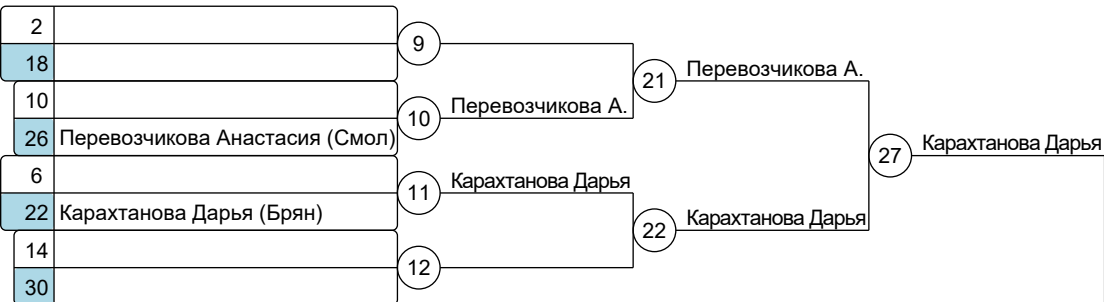 2
9
18
21
Перевозчикова А.
10
10
Перевозчикова А.
26
Перевозчикова Анастасия (Смол)
27
Карахтанова Дарья
6
11
Карахтанова Дарья
22
Карахтанова Дарья (Брян)
22
Карахтанова Дарья
14
12
30